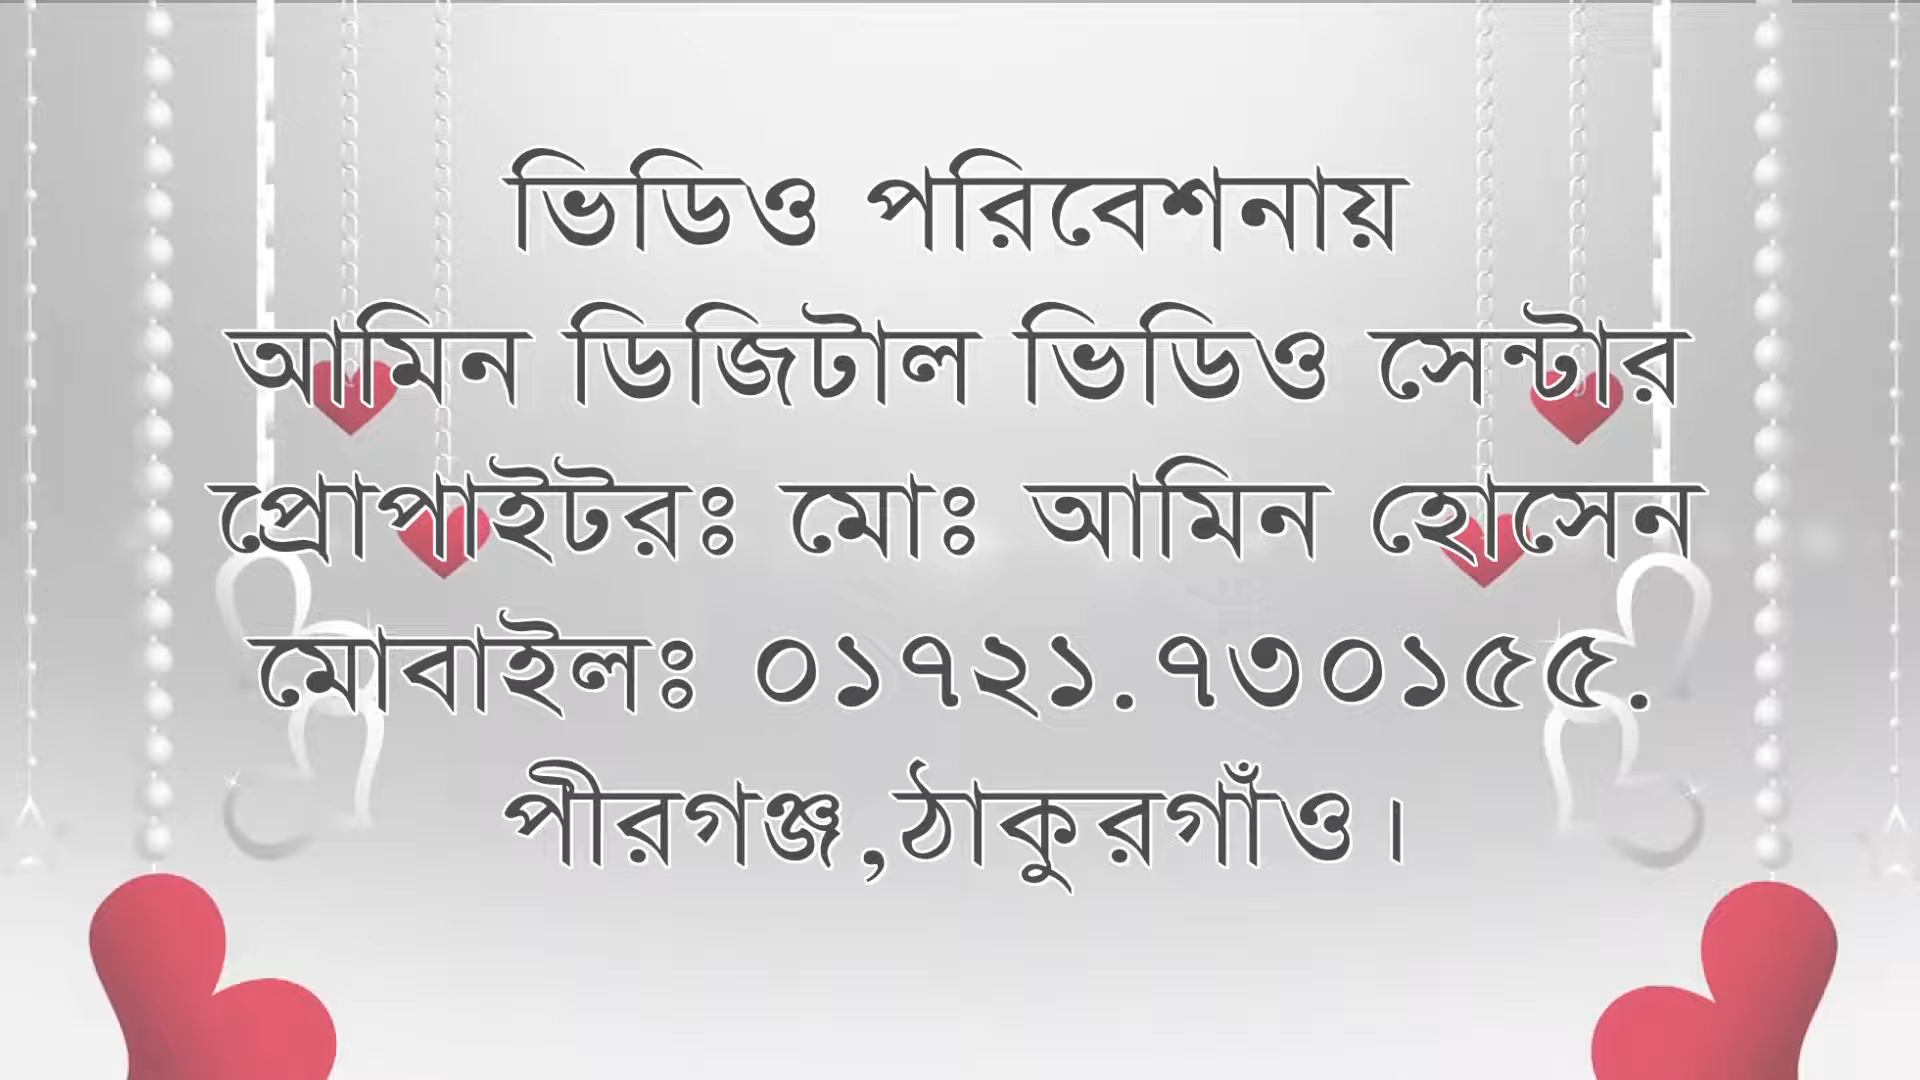 ভিডিও পরিবেশনায়
আমিন ডিজিটাল ভিডিও সেন্টার
প্রোপাইটরঃ মোঃ আমিন হোসেন
মোবাইলঃ ০১৭২১.৭৩০১৫৫.
পীরগঞ্জ,ঠাকুরগাঁও।